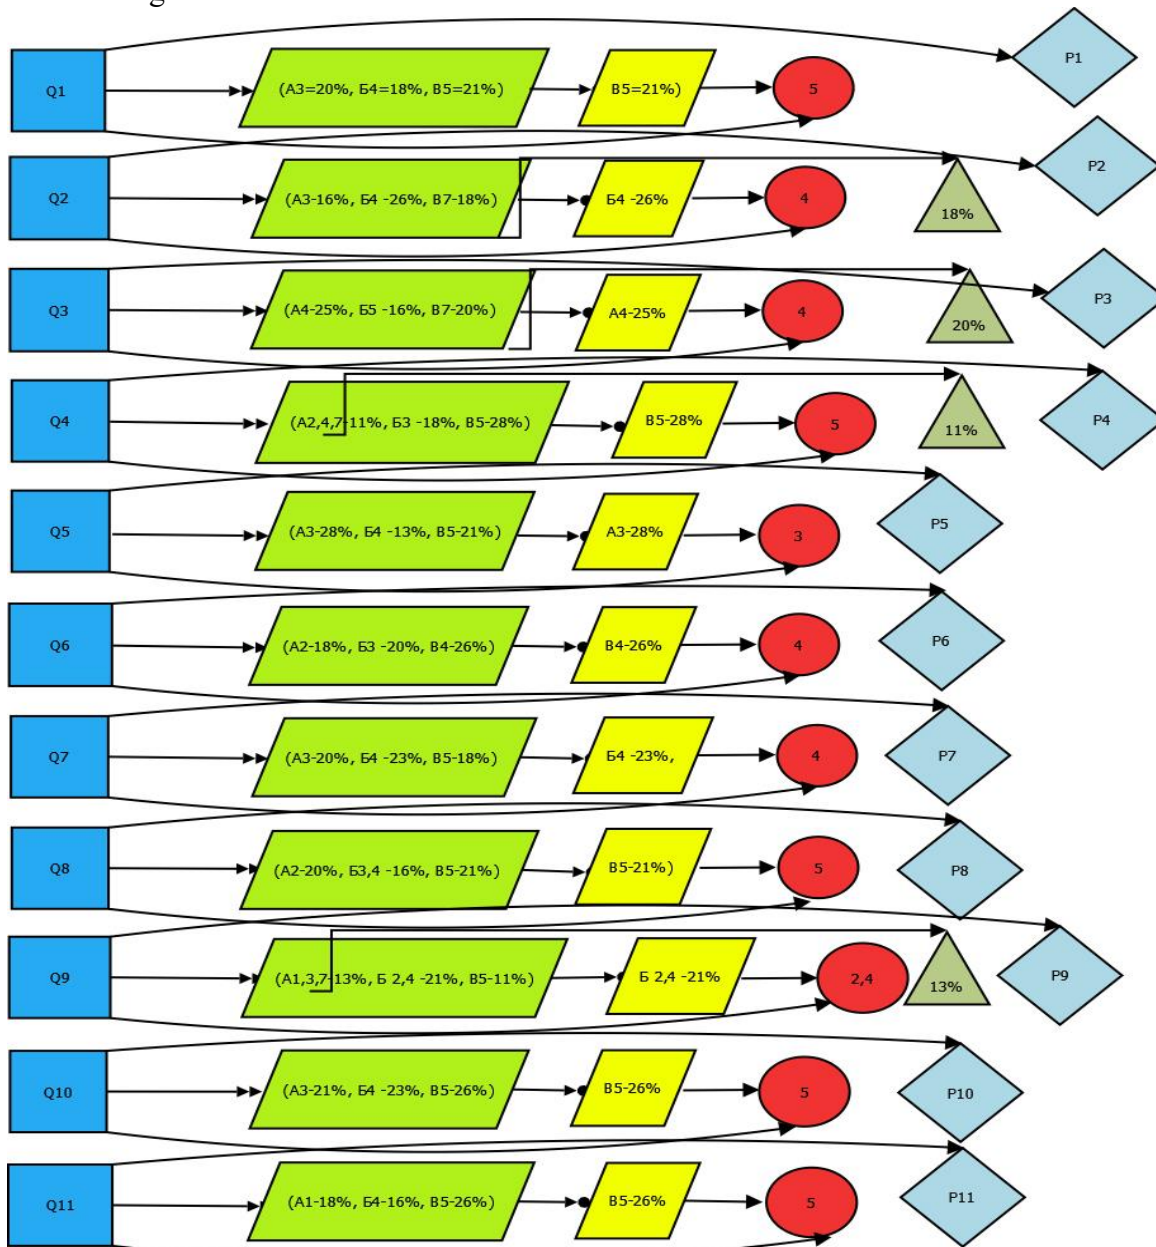 g
Q1 (А3=20%, Б4=18%, В5=21%) В5=21%) 5 P1
Q2 (А3-16%, Б4 -26%, В7-18%) Б4 -26% 4 18% P2
Q3 (А4-25%, Б5 -16%, В7-20%) А4-25% 4 20% P3
Q4 (А2,4,7-11%, Б3 -18%, В5-28%) В5-28% 5 11% P4
Q5 (А3-28%, Б4 -13%, В5-21%) А3-28% 3 P5
Q6 (А2-18%, Б3 -20%, В4-26%) В4-26% 4 P6
Q7 (А3-20%, Б4 -23%, В5-18%) Б4 -23%, 4 P7
Q8 (А2-20%, Б3,4 -16%, В5-21%) В5-21%) 5 P8
Q9 (А1,3,7-13%, Б 2,4 -21%, В5-11%) Б 2,4 -21% 2,4 13% P9
Q10 (А3-21%, Б4 -23%, В5-26%) В5-26% 5 P10
Q11 (А1-18%, Б4-16%, В5-26%) В5-26% 5 P11